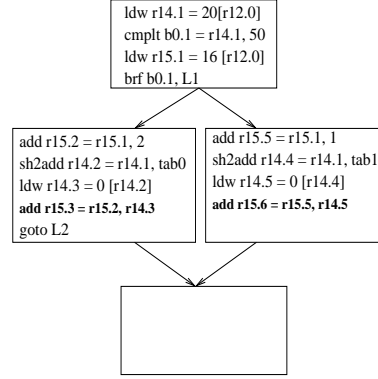 ldw r14.1 = 20[r12.0]
cmplt b0.1 = r14.1, 50
ldw r15.1 = 16 [r12.0]
brf b0.1, L1
add r15.2 = r15.1, 2
sh2add r14.2 = r14.1, tab0
ldw r14.3 = 0 [r14.2]
add r15.3 = r15.2, r14.3
goto L2
add r15.5 = r15.1, 1
sh2add r14.4 = r14.1, tab1
ldw r14.5 = 0 [r14.4]
add r15.6 = r15.5, r14.5